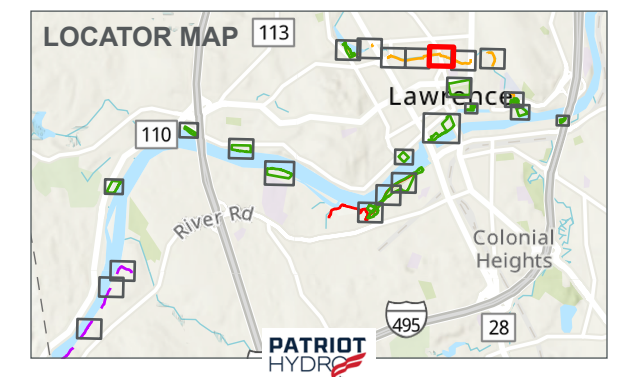 LOCATOR MAP
113
Lawrence
110
River Rd
Colonial
Heights
495
28
PATRIOT
HYDRO